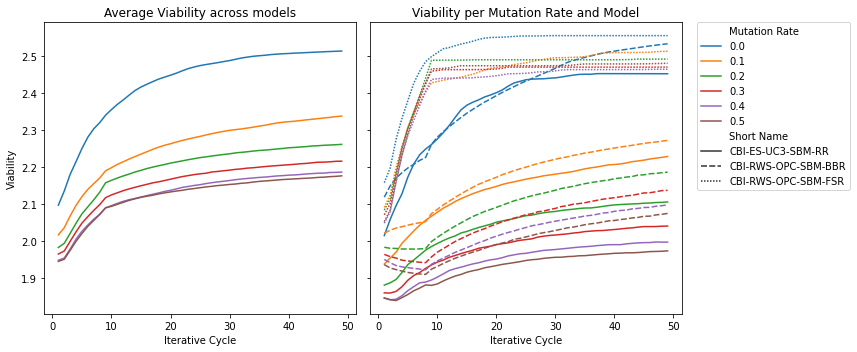 Average Viability across models
Viability per Mutation Rate and Model
Viability
2.5
2.4
2.3
2.2
2.1
2.0
1.9
0
10
20
30
40
50
Iterative Cycle
0
10
20
30
40
50
Iterative Cycle
Mutation Rate
0.0
0.1
0.2
0.3
0.4
0.5
Short Name
CBI-ES-UC3-SBM-RR
CBI-RWS-OPC-SBM-BBR
CBI-RWS-OPC-SBM-FSR